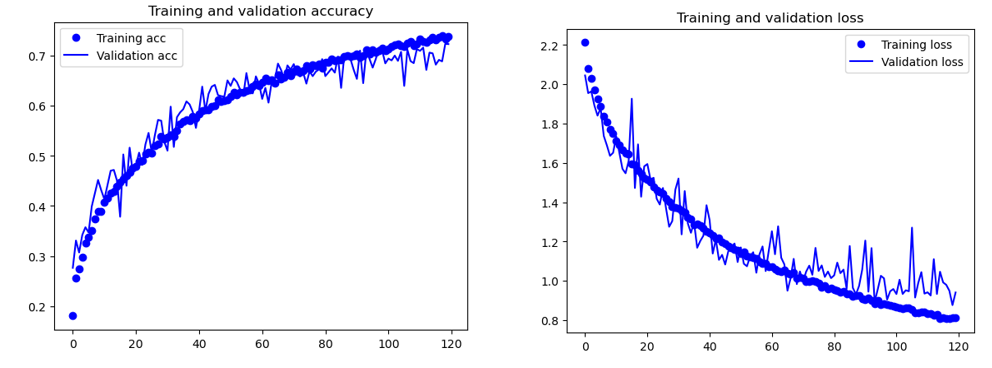 Training and validation accuracy
Training acc
Validation acc
0.7
0.6
0.5
0.4
0.3
0.2
0 20 40 60 80 100 120
Training and validation loss
Training loss
Validation loss
2.2
2.0
1.8
1.6
1.4
1.2
1.0
0.8
0 20 40 60 80 100 120